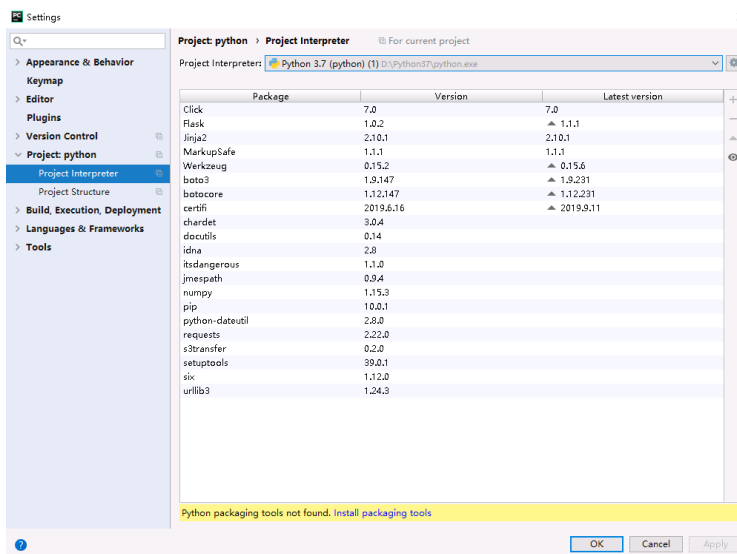 PC Settings
Project: python > Project Interpreter For current project
Project Interpreter: Python 3.7 (python) (1) D:\Python37\python.exe
> Appearance & Behavior
Keymap
> Editor
Plugins
> Version Control
Project: python
Project Interpreter
Project Structure
> Build, Execution, Deployment
> Languages & Frameworks
> Tools
Package Version Latest version
Click 7.0 7.0
Flask 1.0.2 ▲ 1.1.1
Jinja2 2.10.1 2.10.1
MarkupSafe 1.1.1 1.1.1
Werkzeug 0.15.2 ▲ 0.15.6
boto3 1.9.147 ▲ 1.9.231
botocore 1.12.147 ▲ 1.12.231
certifi 2019.6.16 ▲ 2019.9.11
chardet 3.0.4
docutils 0.14
idna 2.8
itsdangerous 1.1.0
jmespath 0.9.4
numpy 1.15.3
pip 10.0.1
python-dateutil 2.8.0
requests 2.22.0
s3transfer 0.2.0
setuptools 39.0.1
six 1.12.0
urllib3 1.24.3
Python packaging tools not found. Install packaging tools
? OK Cancel Apply